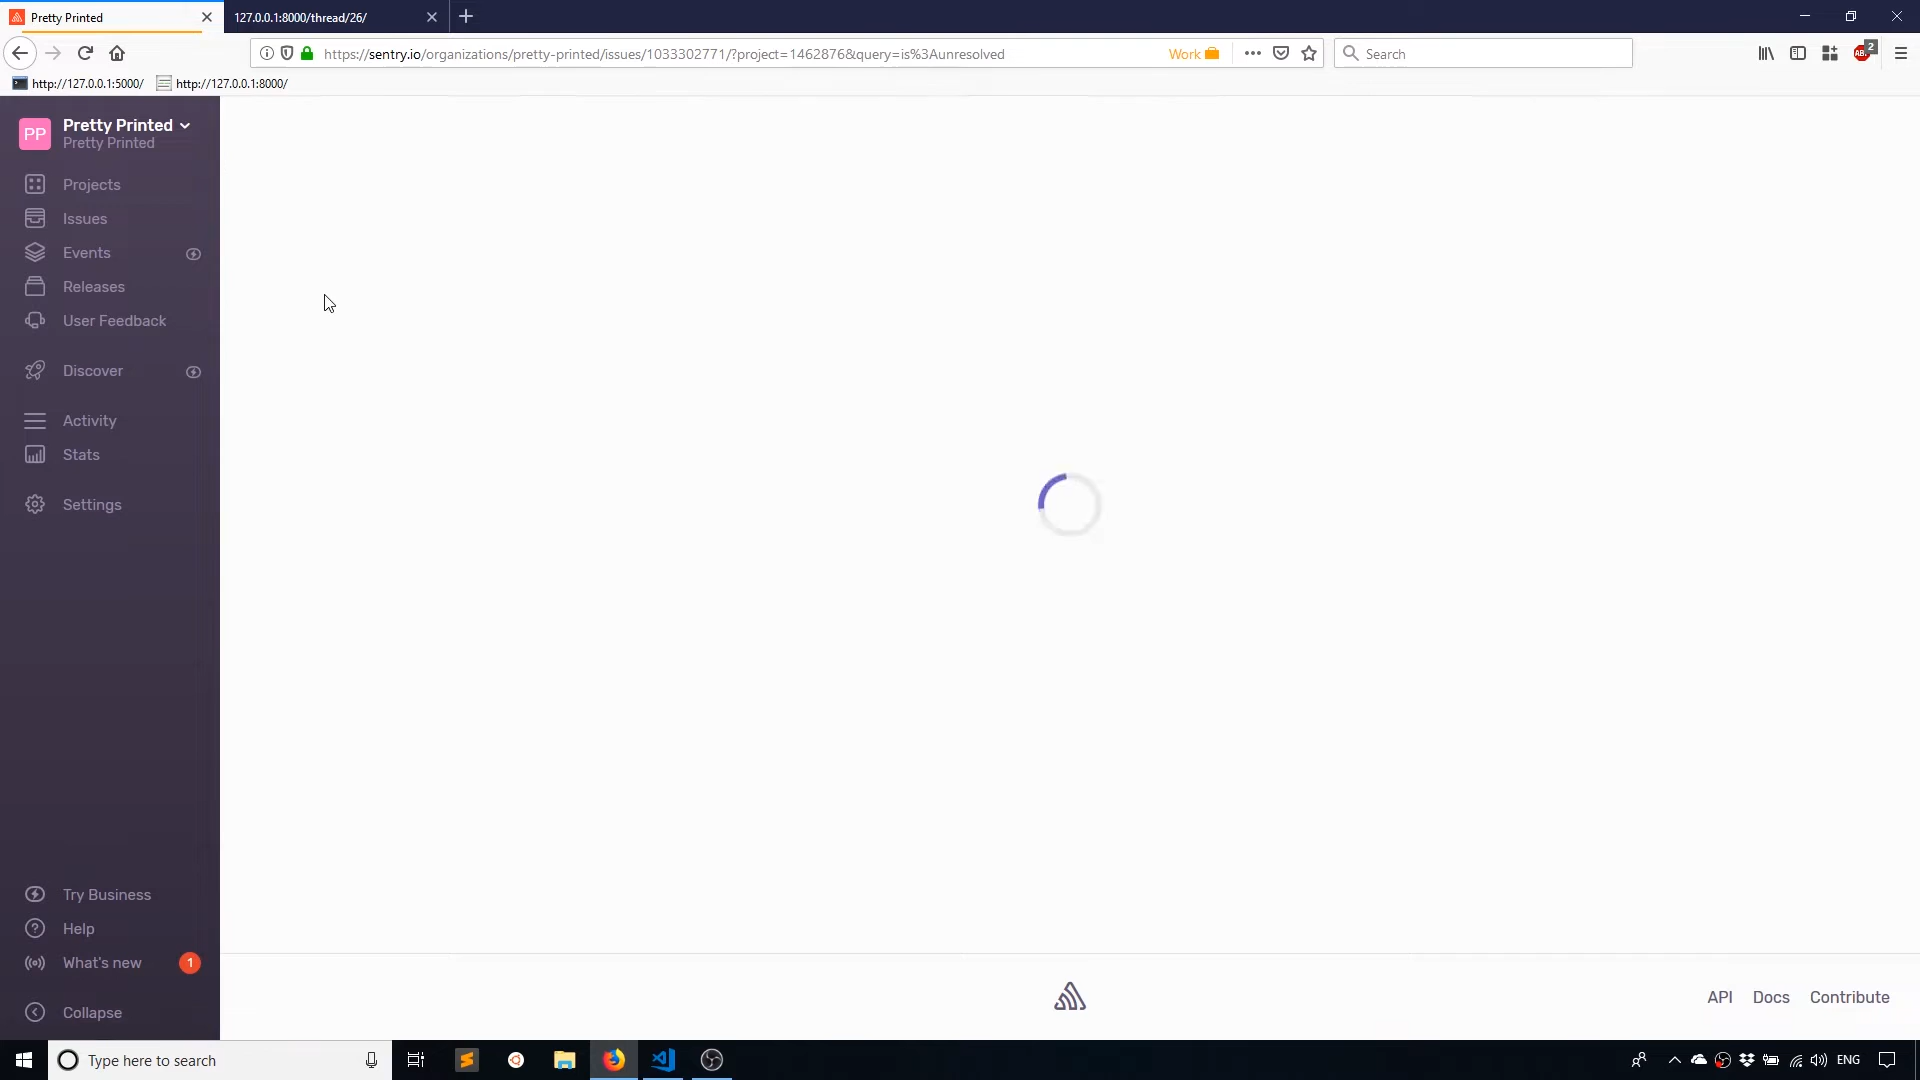 Pretty Printed
127.0.0.1:8000/thread/26/
https://sentry.io/organizations/pretty-printed/issues/1033302771/?project=1462876&query=is%3Aunresolved
Work
Search
2
http://127.0.0.1:5000/
http://127.0.0.1:8000/
PP
Pretty Printed
Pretty Printed
Projects
Issues
Events
Releases
User Feedback
Discover
Activity
Stats
Settings
Try Business
Help
What's new
1
Collapse
API
Docs
Contribute
Type here to search
ENG